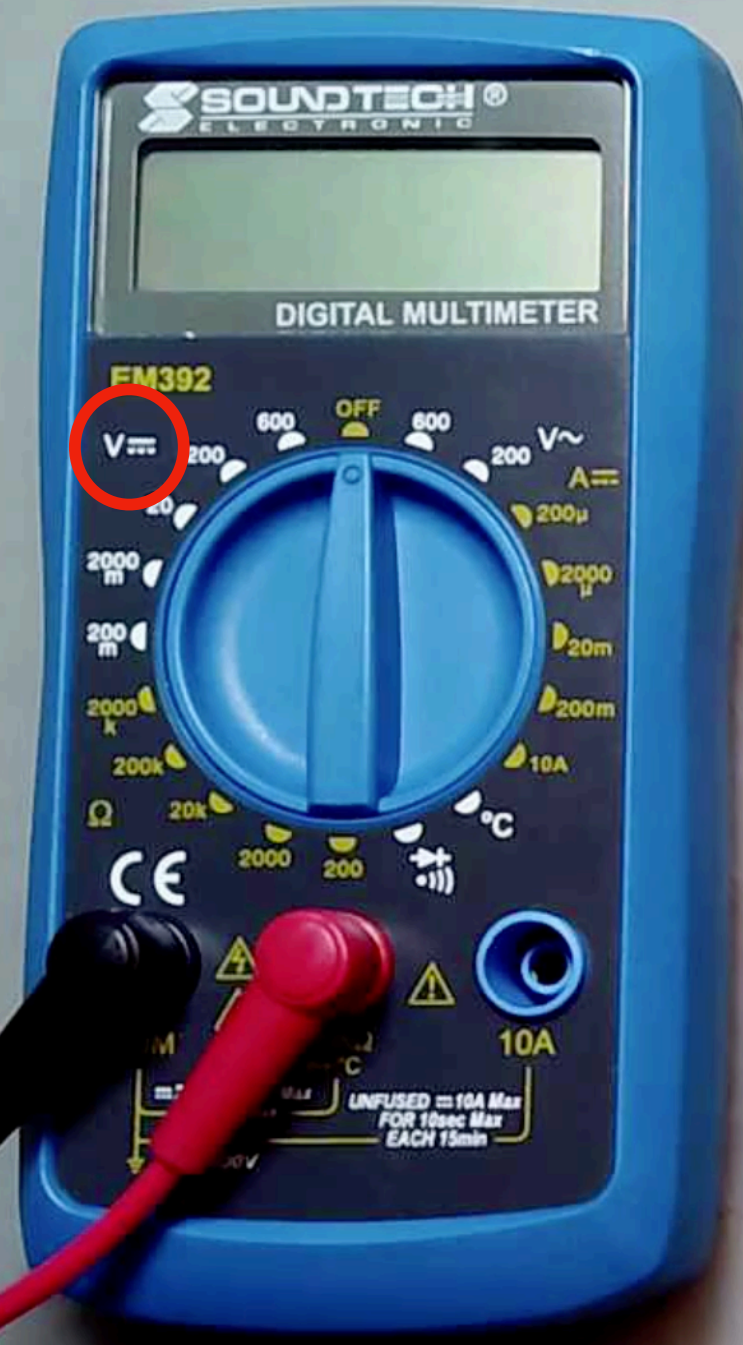 SOUNDTECH®
ELECTRONIC
DIGITAL MULTIMETER
EM392
OFF
600
600
V⎓
200
200
V~
A⎓
20
200µ
2000
m
2000
µ
200
m
20m
2000
k
200m
200k
10A
Ω
20k
°C
2000
200
CE
10A
°C
UNFUSED ⎓10A Max
FOR 10sec Max
EACH 15min